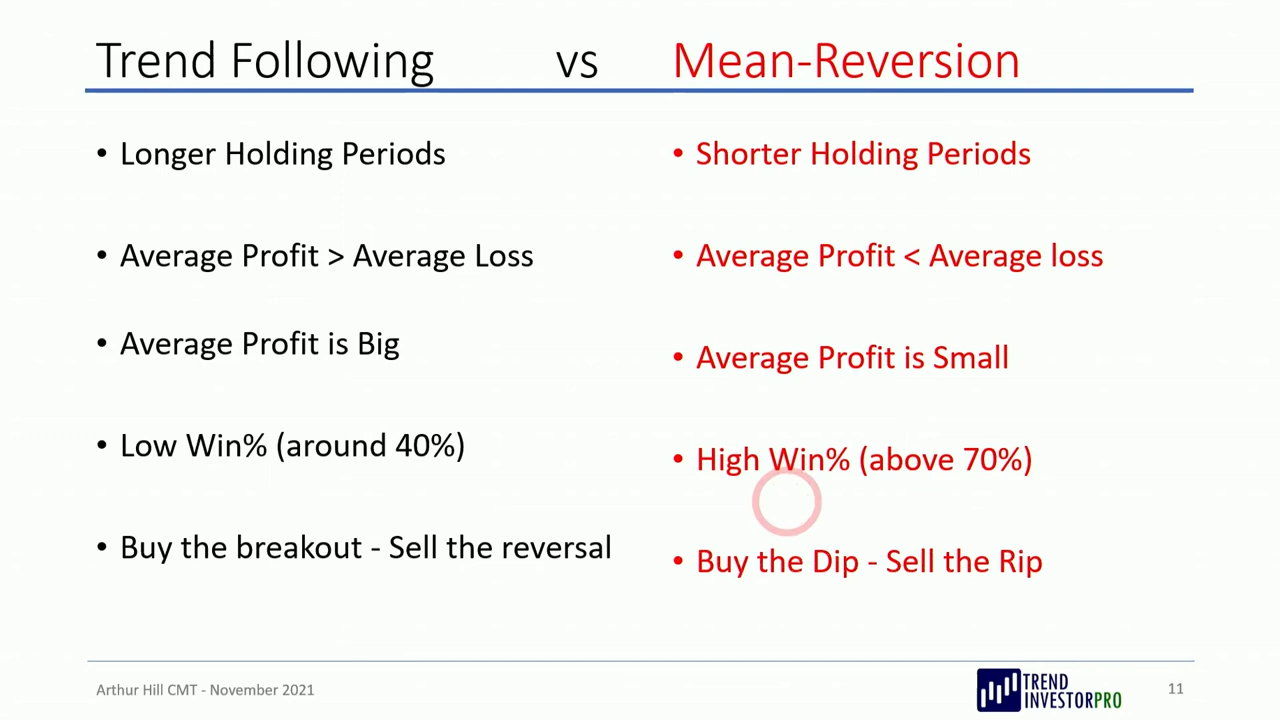 Trend Following vs Mean-Reversion
• Longer Holding Periods
• Average Profit > Average Loss
• Average Profit is Big
• Low Win% (around 40%)
• Buy the breakout - Sell the reversal
• Shorter Holding Periods
• Average Profit < Average loss
• Average Profit is Small
• High Win% (above 70%)
• Buy the Dip - Sell the Rip
Arthur Hill CMT - November 2021
TREND
INVESTORPRO
11